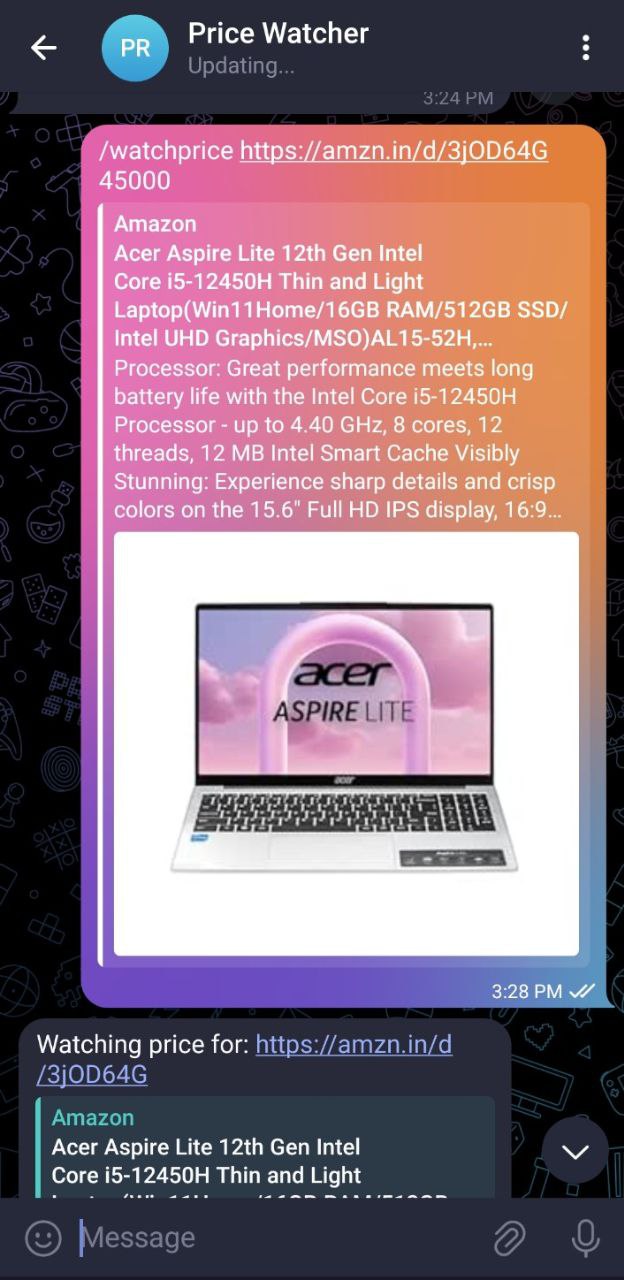 PR
Price Watcher
Updating...
3:24 PM
/watchprice https://amzn.in/d/3jOD64G
45000
Amazon
Acer Aspire Lite 12th Gen Intel
Core i5-12450H Thin and Light
Laptop(Win11Home/16GB RAM/512GB SSD/
Intel UHD Graphics/MSO)AL15-52H,...
Processor: Great performance meets long
battery life with the Intel Core i5-12450H
Processor - up to 4.40 GHz, 8 cores, 12
threads, 12 MB Intel Smart Cache Visibly
Stunning: Experience sharp details and crisp
colors on the 15.6" Full HD IPS display, 16:9...
acer
ASPIRE LITE
acer
3:28 PM
Watching price for: https://amzn.in/d
/3jOD64G
Amazon
Acer Aspire Lite 12th Gen Intel
Core i5-12450H Thin and Light
Message